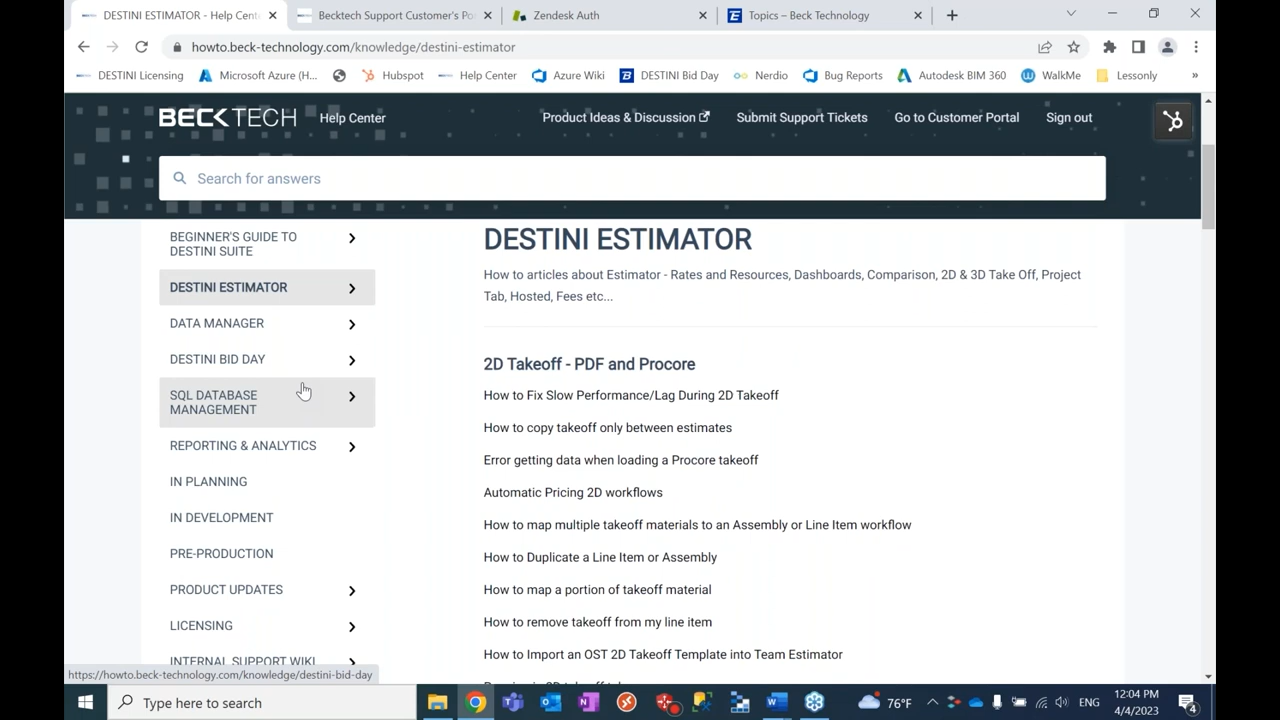 DESTINI ESTIMATOR - Help Cente
Becktech Support Customer's Po
Zendesk Auth
Topics – Beck Technology
howto.beck-technology.com/knowledge/destini-estimator
DESTINI Licensing
Microsoft Azure (H...
Hubspot
Help Center
Azure Wiki
DESTINI Bid Day
Nerdio
Bug Reports
Autodesk BIM 360
WalkMe
Lessonly
»
BECKTECH
Help Center
Product Ideas & Discussion
Submit Support Tickets
Go to Customer Portal
Sign out
Search for answers
BEGINNER'S GUIDE TO
DESTINI SUITE
DESTINI ESTIMATOR
DATA MANAGER
DESTINI BID DAY
SQL DATABASE
MANAGEMENT
REPORTING & ANALYTICS
IN PLANNING
IN DEVELOPMENT
PRE-PRODUCTION
PRODUCT UPDATES
LICENSING
INTERNAL SUPPORT WIKI
DESTINI ESTIMATOR
How to articles about Estimator - Rates and Resources, Dashboards, Comparison, 2D & 3D Take Off, Project
Tab, Hosted, Fees etc...
2D Takeoff - PDF and Procore
How to Fix Slow Performance/Lag During 2D Takeoff
How to copy takeoff only between estimates
Error getting data when loading a Procore takeoff
Automatic Pricing 2D workflows
How to map multiple takeoff materials to an Assembly or Line Item workflow
How to Duplicate a Line Item or Assembly
How to map a portion of takeoff material
How to remove takeoff from my line item
How to Import an OST 2D Takeoff Template into Team Estimator
https://howto.beck-technology.com/knowledge/destini-bid-day
Type here to search
76°F
ENG
12:04 PM
4/4/2023
4